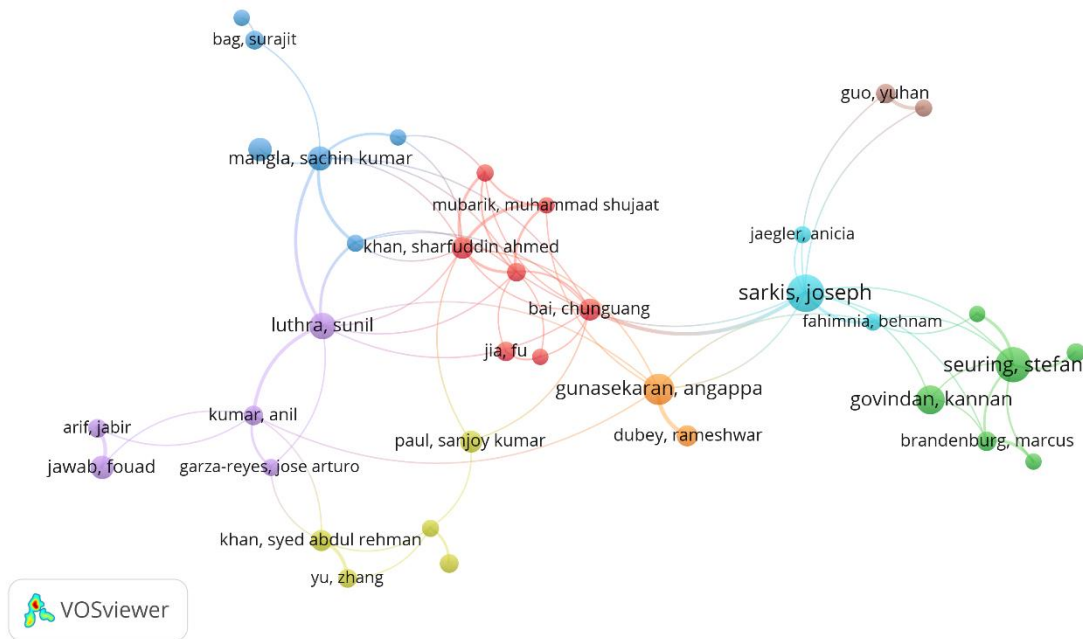 bag, surajit
guo, yuhan
mangla, sachin kumar
mubarik, muhammad shujaat
jaegler, anicia
khan, sharfuddin ahmed
sarkis, joseph
bai, chunguang
fahimnia, behnam
luthra, sunil
jia, fu
seuring, stefan
gunasekaran, angappa
govindan, kannan
kumar, anil
arif, jabir
paul, sanjoy kumar
dubey, rameshwar
brandenburg, marcus
jawab, fouad
garza-reyes, jose arturo
khan, syed abdul rehman
yu, zhang
VOSviewer